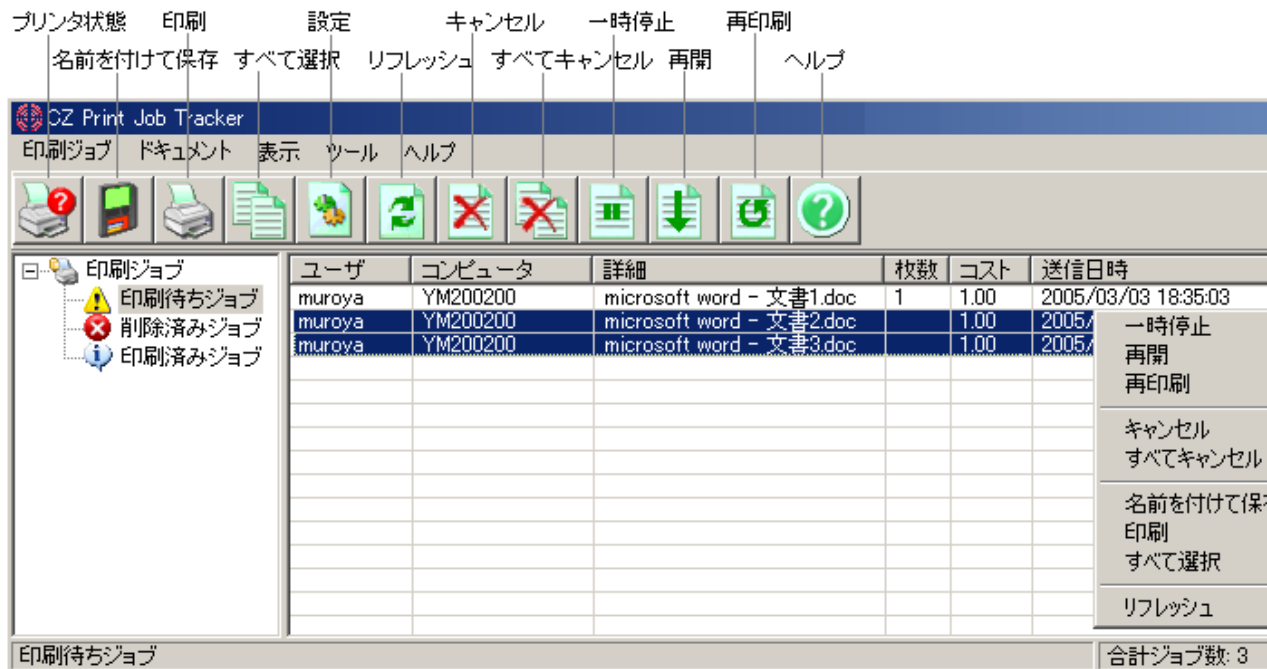 プリンタ状態 印刷 設定 キャンセル 一時停止 再印刷
名前を付けて保存 すべて選択 リフレッシュ すべてキャンセル 再開 ヘルプ
CZ Print Job Tracker
印刷ジョブ ドキュメント 表示 ツール ヘルプ
印刷ジョブ
印刷待ちジョブ
削除済みジョブ
印刷済みジョブ
ユーザ コンピュータ 詳細 枚数 コスト 送信日時
muroya YM200200 microsoft word - 文書1.doc 1 1.00 2005/03/03 18:35:03
muroya YM200200 microsoft word - 文書2.doc 1.00 2005/
muroya YM200200 microsoft word - 文書3.doc 1.00 2005/
一時停止
再開
再印刷
キャンセル
すべてキャンセル
名前を付けて保
印刷
すべて選択
リフレッシュ
印刷待ちジョブ 合計ジョブ数: 3